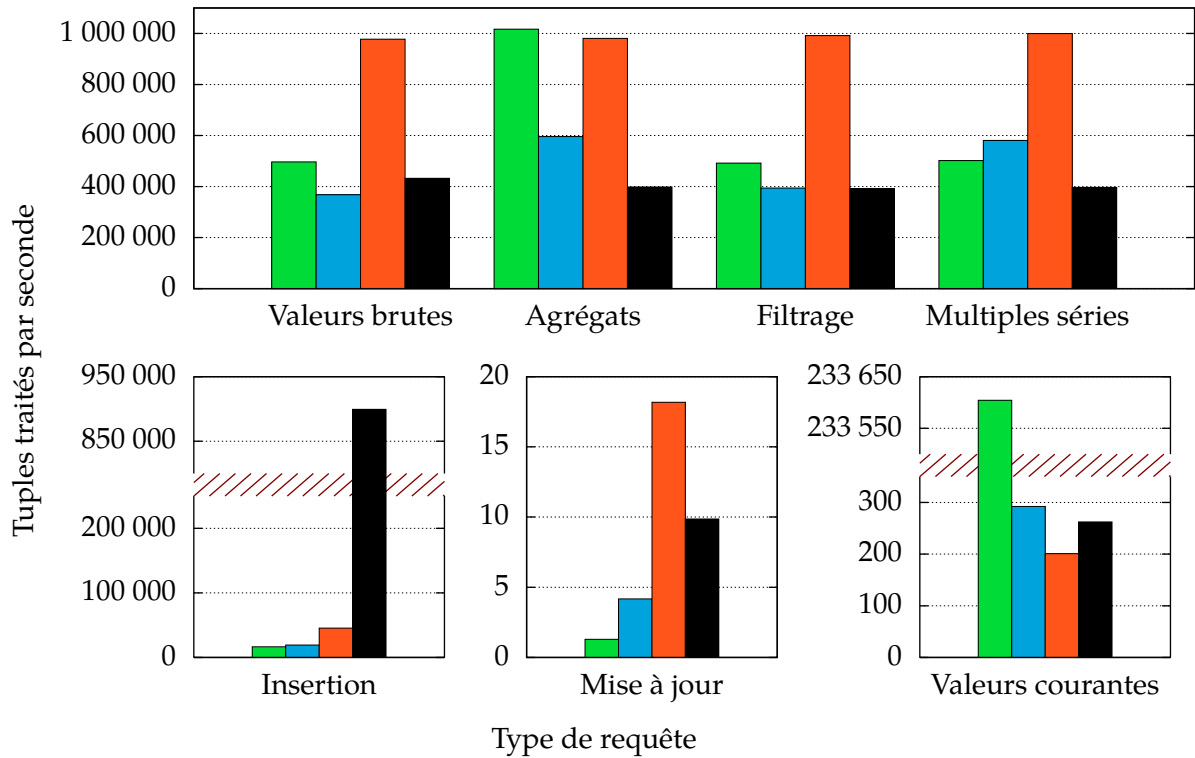 Tuples traités par seconde
1 000 000
800 000
600 000
400 000
200 000
0
Valeurs brutes
Agrégats
Filtrage
Multiples séries
950 000
850 000
200 000
100 000
0
Insertion
20
15
10
5
0
Mise à jour
233 650
233 550
300
200
100
0
Valeurs courantes
Type de requête